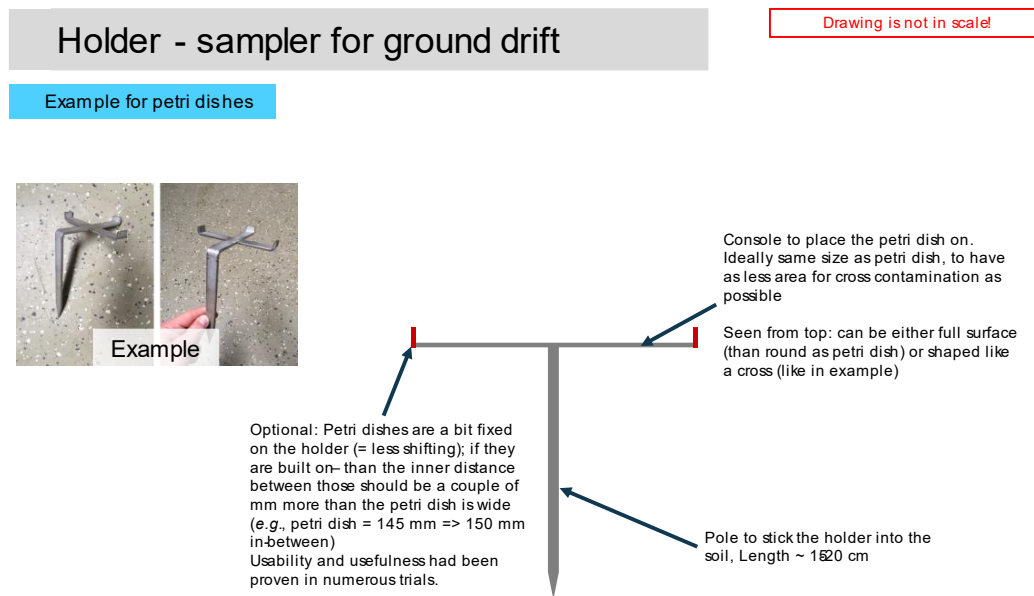 Holder - sampler for ground drift
Drawing is not in scale!
Example for petri dishes
Example
Console to place the petri dish on.
Ideally same size as petri dish, to have
as less area for cross contamination as
possible
Seen from top: can be either full surface
(than round as petri dish) or shaped like
a cross (like in example)
Optional: Petri dishes are a bit fixed
on the holder (= less shifting); if they
are built on– than the inner distance
between those should be a couple of
mm more than the petri dish is wide
(e.g., petri dish = 145 mm => 150 mm
in-between)
Usability and usefulness had been
proven in numerous trials.
Pole to stick the holder into the
soil, Length ~ cm